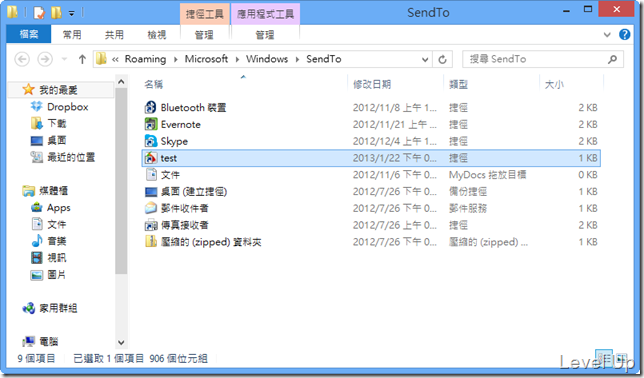 捷徑工具 應用程式工具 SendTo
檔案 常用 共用 檢視 管理 管理
« Roaming Microsoft Windows SendTo 搜尋 SendTo
名稱 修改日期 類型 大小
我的最愛
Dropbox
下載
桌面
最近的位置
媒體櫃
Apps
文件
音樂
視訊
圖片
家用群組
電腦
Bluetooth 裝置 2012/11/8 上午 1... 捷徑 2 KB
Evernote 2012/11/21 上午 ... 捷徑 2 KB
Skype 2012/12/4 上午 1... 捷徑 2 KB
test 2013/1/22 下午 0... 捷徑 1 KB
文件 2012/11/6 下午 0... MyDocs 拖放目標 0 KB
桌面 (建立捷徑) 2012/7/26 下午 0... 備份捷徑 1 KB
郵件收件者 2012/7/26 下午 0... 郵件服務 1 KB
傳真接收者 2012/7/26 上午 0... 捷徑 2 KB
壓縮的 (zipped) 資料夾 2012/7/26 下午 0... 壓縮的 (zipped) ... 1 KB
9 個項目 已選取 1 個項目 906 個位元組
Level Up